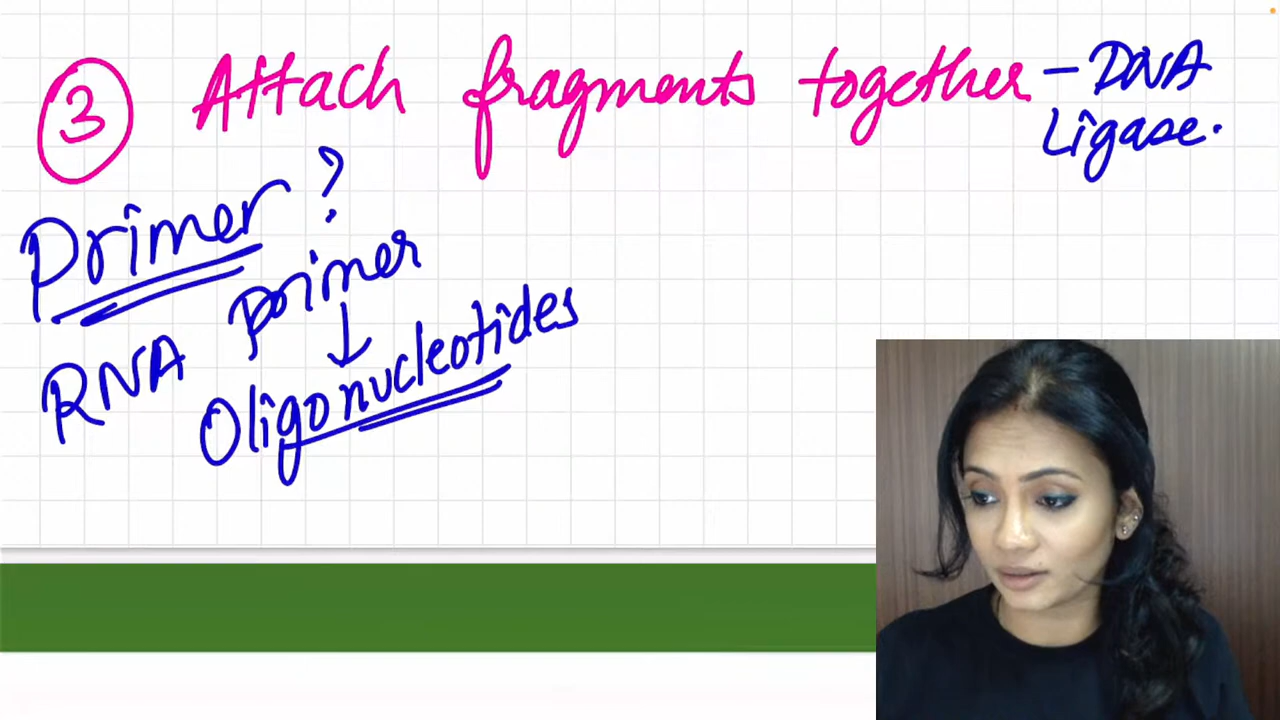 ③ Attach fragments together – DNA
Ligase.
Primer?
RNA primer
↓
Oligonucleotides